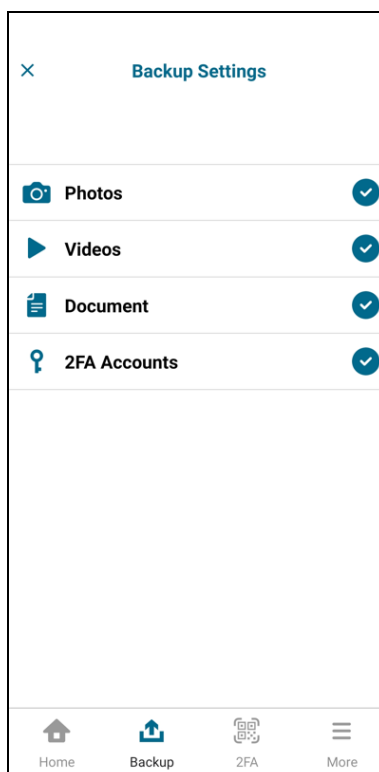 Backup Settings
Photos
Videos
Document
2FA Accounts
Home Backup 2FA More